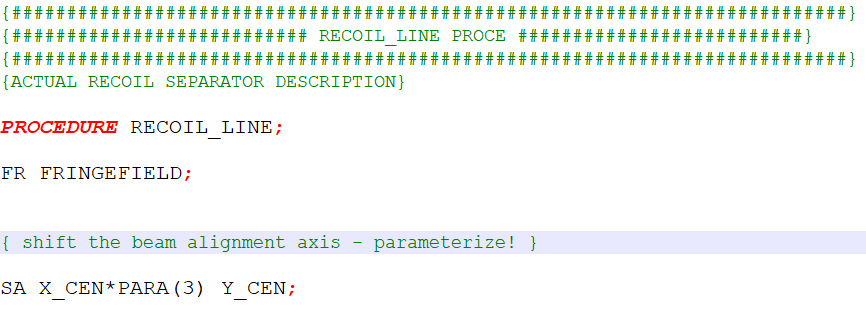 {############################################################################}
{########################### RECOIL_LINE PROCE ##########################}
{############################################################################}
{ACTUAL RECOIL SEPARATOR DESCRIPTION}
PROCEDURE RECOIL_LINE;
FR FRINGEFIELD;
{ shift the beam alignment axis - parameterize! }
SA X_CEN*PARA(3) Y_CEN;